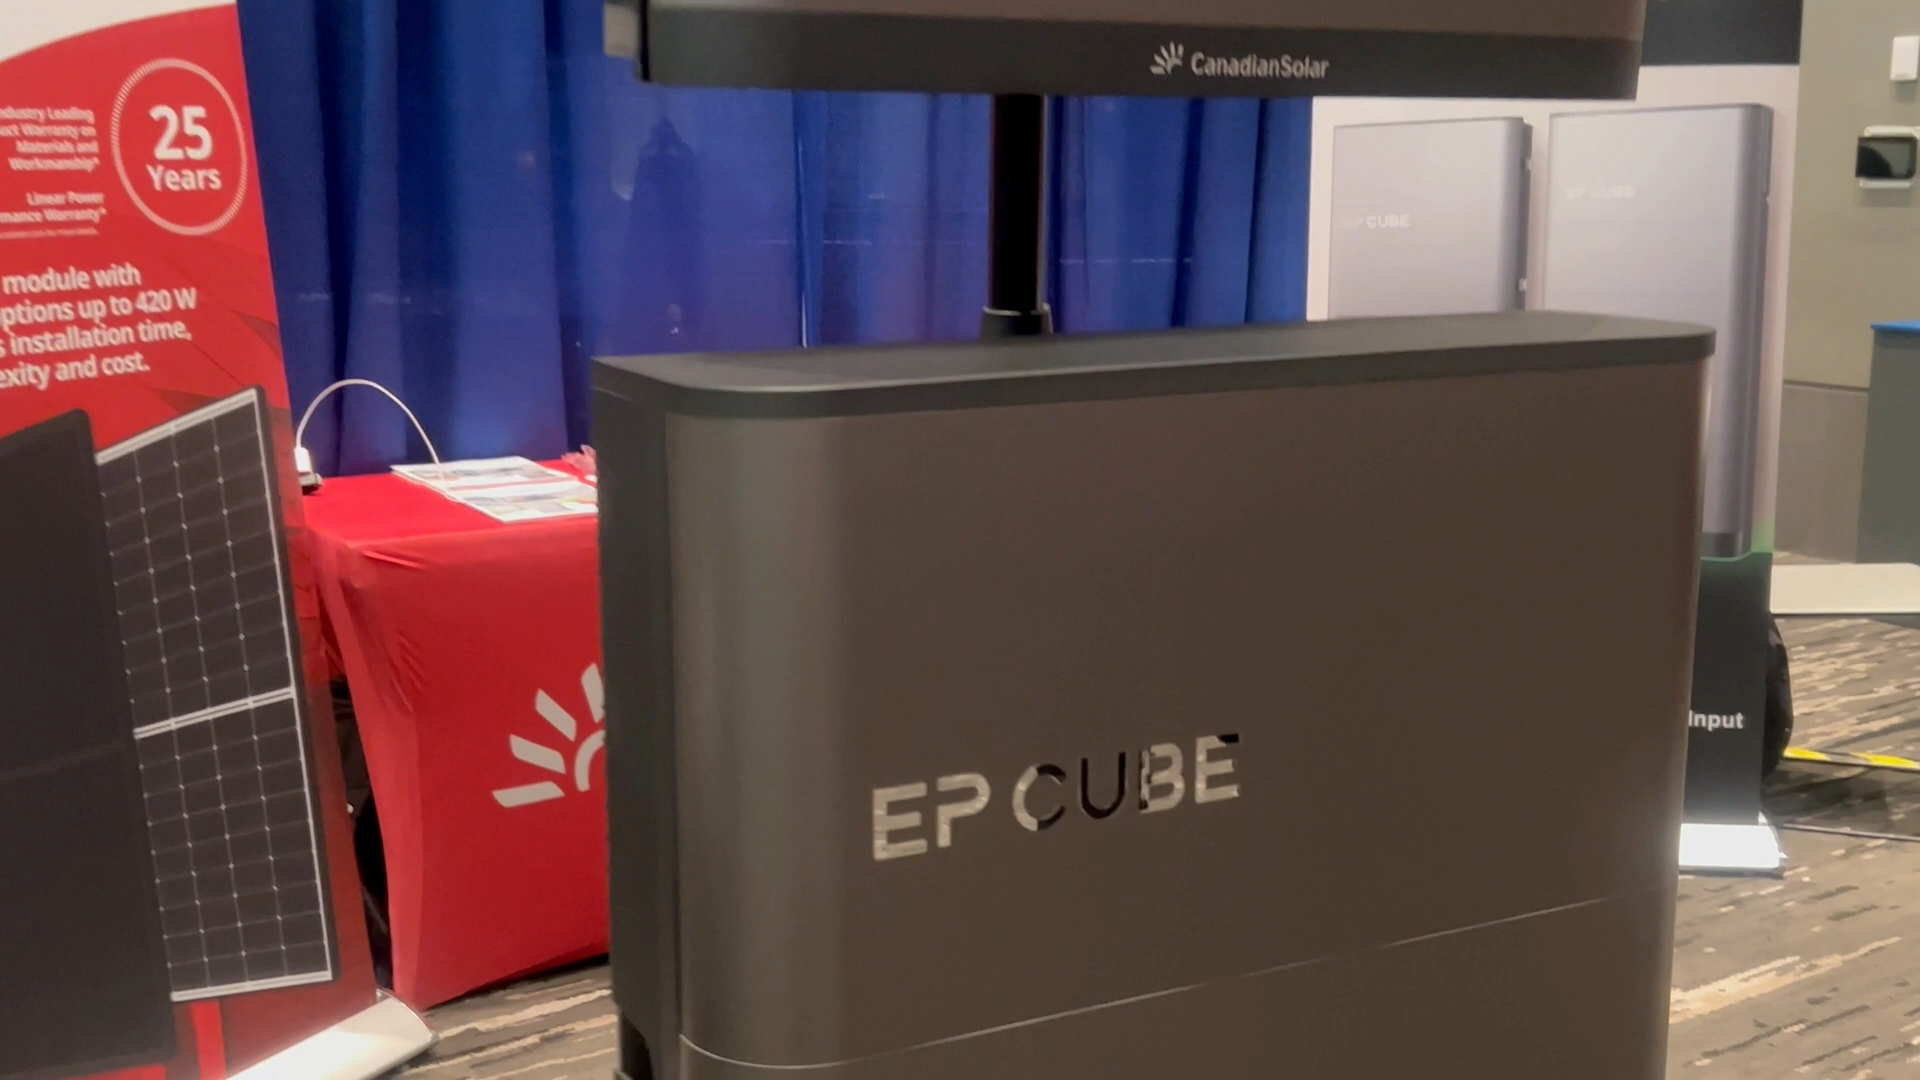 25
Years
ndustry Leading
uct Warranty on
Materials and
Workmanship*
Linear Power
mance Warranty*
module with
ptions up to 420 W
s installation time,
exity and cost.
CanadianSolar
CUBE
EP CUBE
EP CUBE
Input